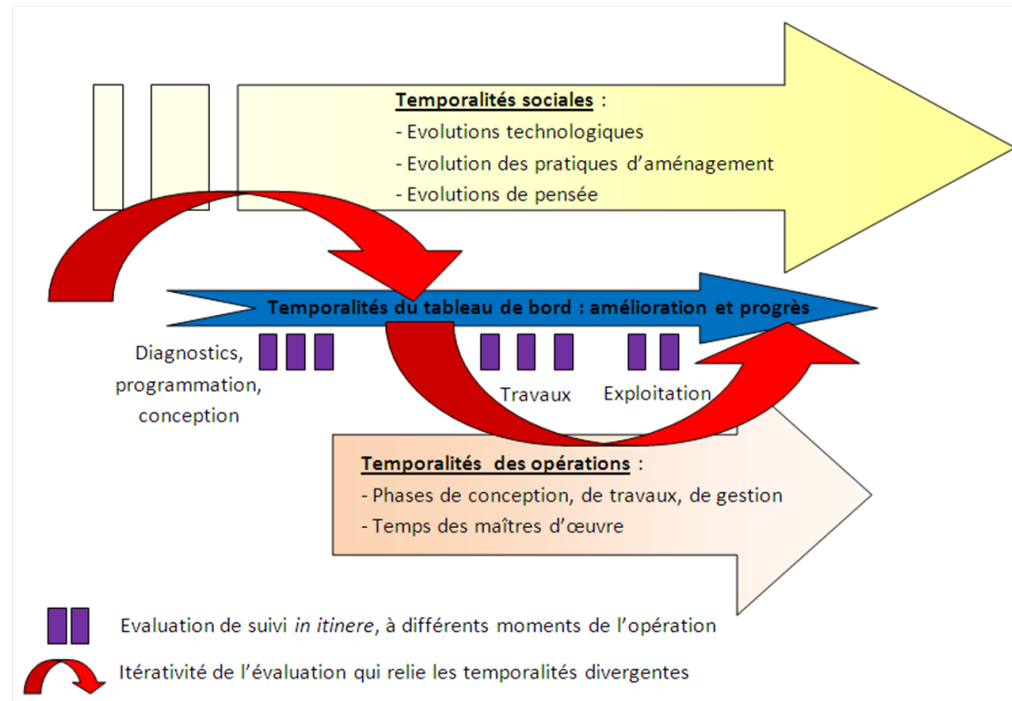 Temporalités sociales :
- Evolutions technologiques
- Evolution des pratiques d’aménagement
- Evolutions de pensée
Temporalités du tableau de bord : amélioration et progrès
Diagnostics,
programmation,
conception
Travaux
Exploitation
Temporalités des opérations :
- Phases de conception, de travaux, de gestion
- Temps des maîtres d’œuvre
Evaluation de suivi in itinere, à différents moments de l’opération
Itérativité de l’évaluation qui relie les temporalités divergentes